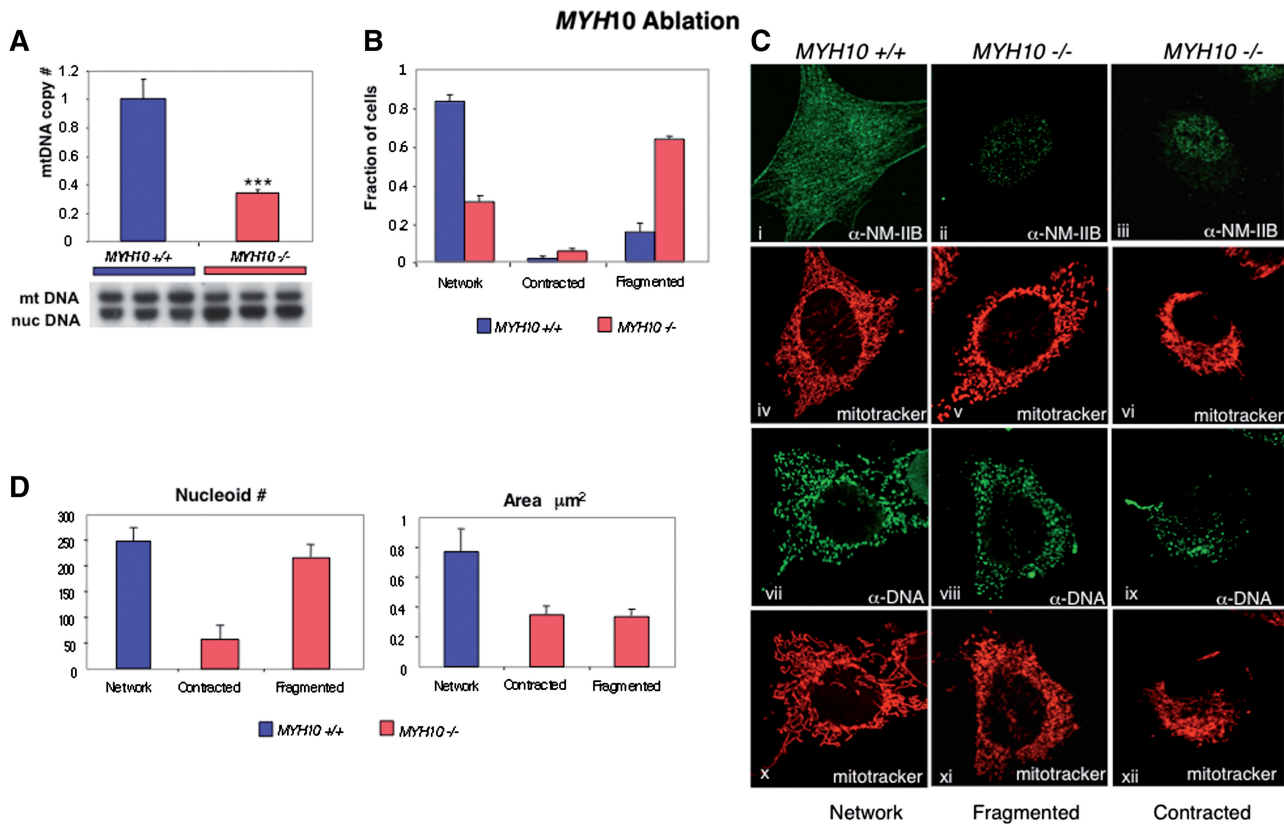 MYH10 Ablation
A
mtDNA copy #
1.2
1
0.8
0.6
0.4
0.2
0
***
MYH10 +/+
MYH10 -/-
mt DNA
nuc DNA
B
Fraction of cells
1
0.8
0.6
0.4
0.2
0
Network
Contracted
Fragmented
MYH10 +/+
MYH10 -/-
C
MYH10 +/+
MYH10 -/-
MYH10 -/-
i
α-NM-IIB
ii
α-NM-IIB
iii
α-NM-IIB
iv
mitotracker
v
mitotracker
vi
mitotracker
vii
α-DNA
viii
α-DNA
ix
α-DNA
x
mitotracker
xi
mitotracker
xii
mitotracker
Network
Fragmented
Contracted
D
Nucleoid #
300
250
200
150
100
50
0
Network
Contracted
Fragmented
Area μm²
1
0.8
0.6
0.4
0.2
0
Network
Contracted
Fragmented
MYH10 +/+
MYH10 -/-